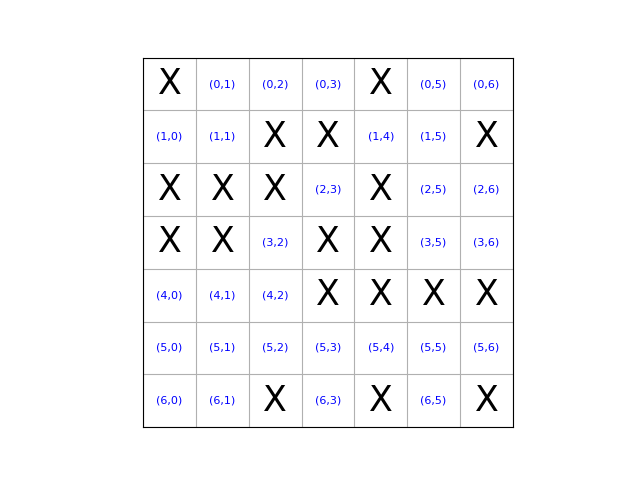 X (0,1) (0,2) (0,3) X (0,5) (0,6)
(1,0) (1,1) X X (1,4) (1,5) X
X X X (2,3) X (2,5) (2,6)
X X (3,2) X X (3,5) (3,6)
(4,0) (4,1) (4,2) X X X X
(5,0) (5,1) (5,2) (5,3) (5,4) (5,5) (5,6)
(6,0) (6,1) X (6,3) X (6,5) X